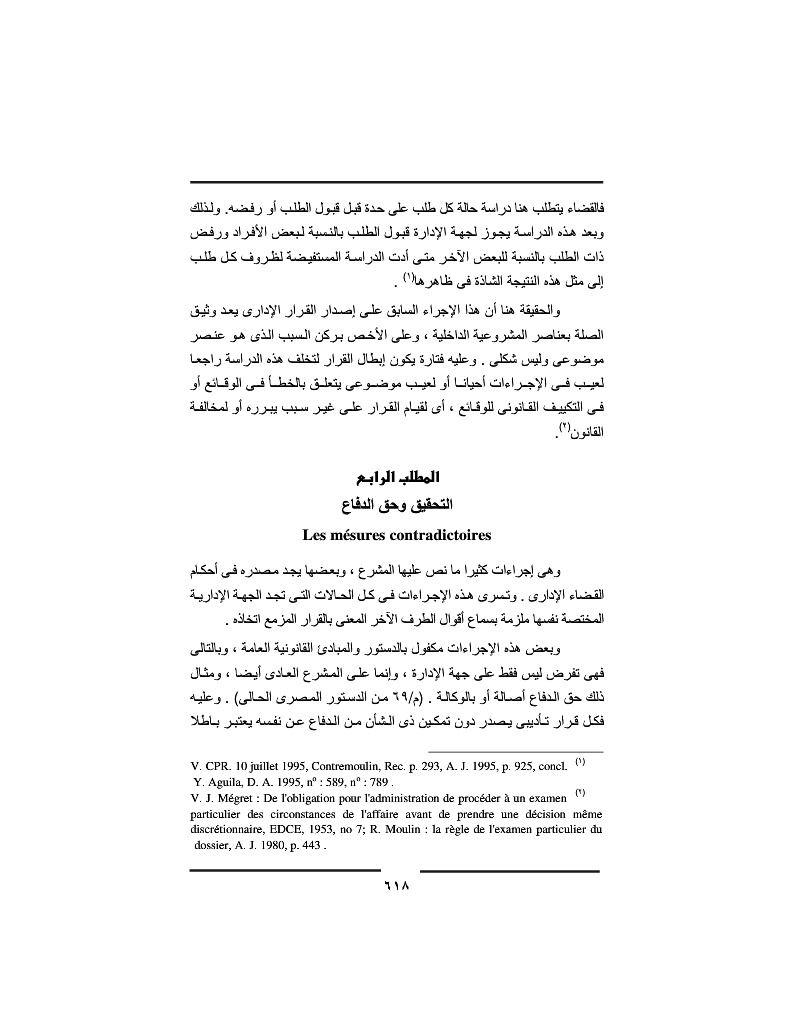 فالقضاء يتطلب هنا دراسة حالة كل طلب على حدة قبل قبول الطلب أو رفضه. ولذلك
وبعد هذه الدراسة يجوز لجهة الإدارة قبول الطلب بالنسبة لبعض الأفراد ورفض
ذات الطلب بالنسبة للبعض الآخر متى أدت الدراسة المستفيضة لظروف كل طلب
إلى مثل هذه النتيجة الشاذة فى ظاهرها(١) .
والحقيقة هنا أن هذا الإجراء السابق على إصدار القرار الإدارى يعد وثيق
الصلة بعناصر المشروعية الداخلية ، وعلى الأخص بركن السبب الذى هو عنصر
موضوعى وليس شكلى . وعليه فتارة يكون إبطال القرار لتخلف هذه الدراسة راجعا
لعيب فى الإجراءات أحيانا أو لعيب موضوعى يتعلق بالخطأ فى الوقائع أو
فى التكييف القانونى للوقائع ، أى لقيام القرار على غير سبب يبرره أو لمخالفة
القانون(٢).
المطلب الرابع
التحقيق وحق الدفاع
Les mésures contradictoires
وهى إجراءات كثيرا ما نص عليها المشرع ، وبعضها يجد مصدره فى أحكام
القضاء الإدارى . وتسرى هذه الإجراءات فى كل الحالات التى تجد الجهة الإدارية
المختصة نفسها ملزمة بسماع أقوال الطرف الآخر المعنى بالقرار المزمع اتخاذه .
وبعض هذه الإجراءات مكفول بالدستور والمبادئ القانونية العامة ، وبالتالى
فهى تفرض ليس فقط على جهة الإدارة ، وإنما على المشرع العادى أيضا ، ومثال
ذلك حق الدفاع أصالة أو بالوكالة . (م/٦٩ من الدستور المصرى الحالى) . وعليه
فكل قرار تأديبى يصدر دون تمكين ذى الشأن من الدفاع عن نفسه يعتبر باطلا
V. CPR. 10 juillet 1995, Contremoulin, Rec. p. 293, A. J. 1995, p. 925, concl. (١)
Y. Aguila, D. A. 1995, nº : 589, nº : 789 .
V. J. Mégret : De l'obligation pour l'administration de procéder à un examen (٢)
particulier des circonstances de l'affaire avant de prendre une décision même
discrétionnaire, EDCE, 1953, no 7; R. Moulin : la règle de l'examen particulier du
dossier, A. J. 1980, p. 443 .
٦١٨